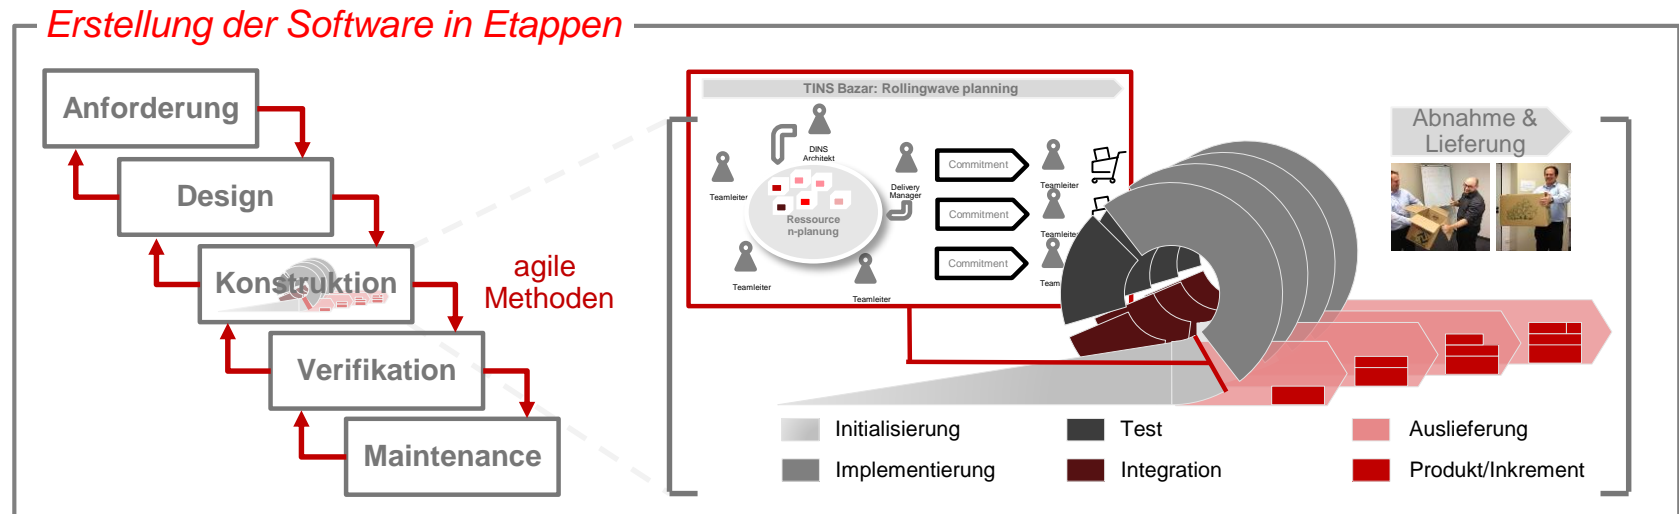 Erstellung der Software in Etappen
Anforderung
Design
Konstruktion
Verifikation
Maintenance
agile
Methoden
TINS Bazar: Rollingwave planning
DINS
Architekt
Teamleiter
Delivery
Manager
Ressource
n-planung
Teamleiter
Teamleiter
Commitment
Teamleiter
Commitment
Teamleiter
Commitment
Abnahme &
Lieferung
Initialisierung
Implementierung
Test
Integration
Auslieferung
Produkt/Inkrement